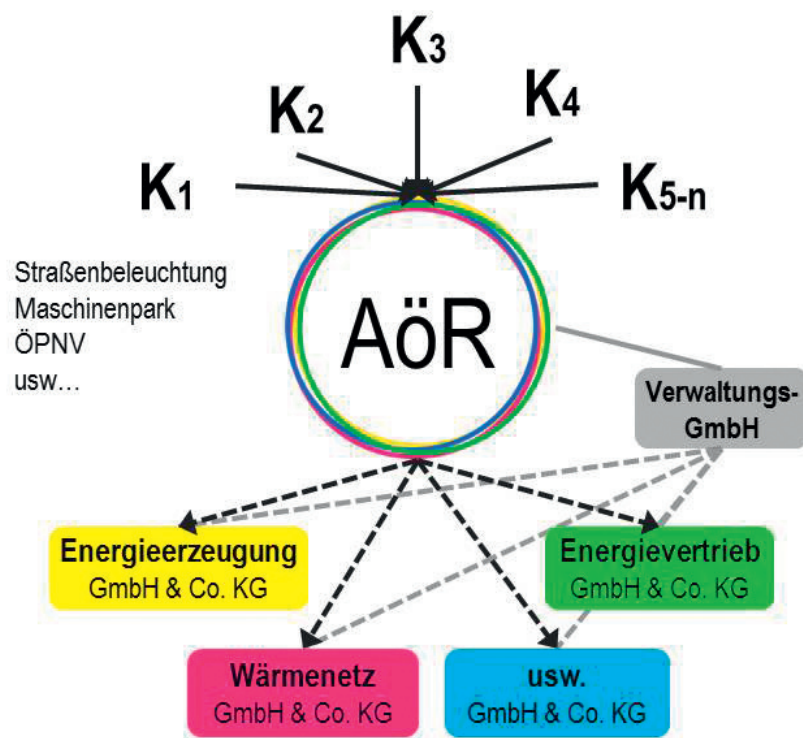 K3
K2
K4
K1
K5-n
Straßenbeleuchtung
Maschinenpark
ÖPNV
usw...
AöR
Verwaltungs-
GmbH
Energieerzeugung
GmbH & Co. KG
Energievertrieb
GmbH & Co. KG
Wärmenetz
GmbH & Co. KG
usw.
GmbH & Co. KG